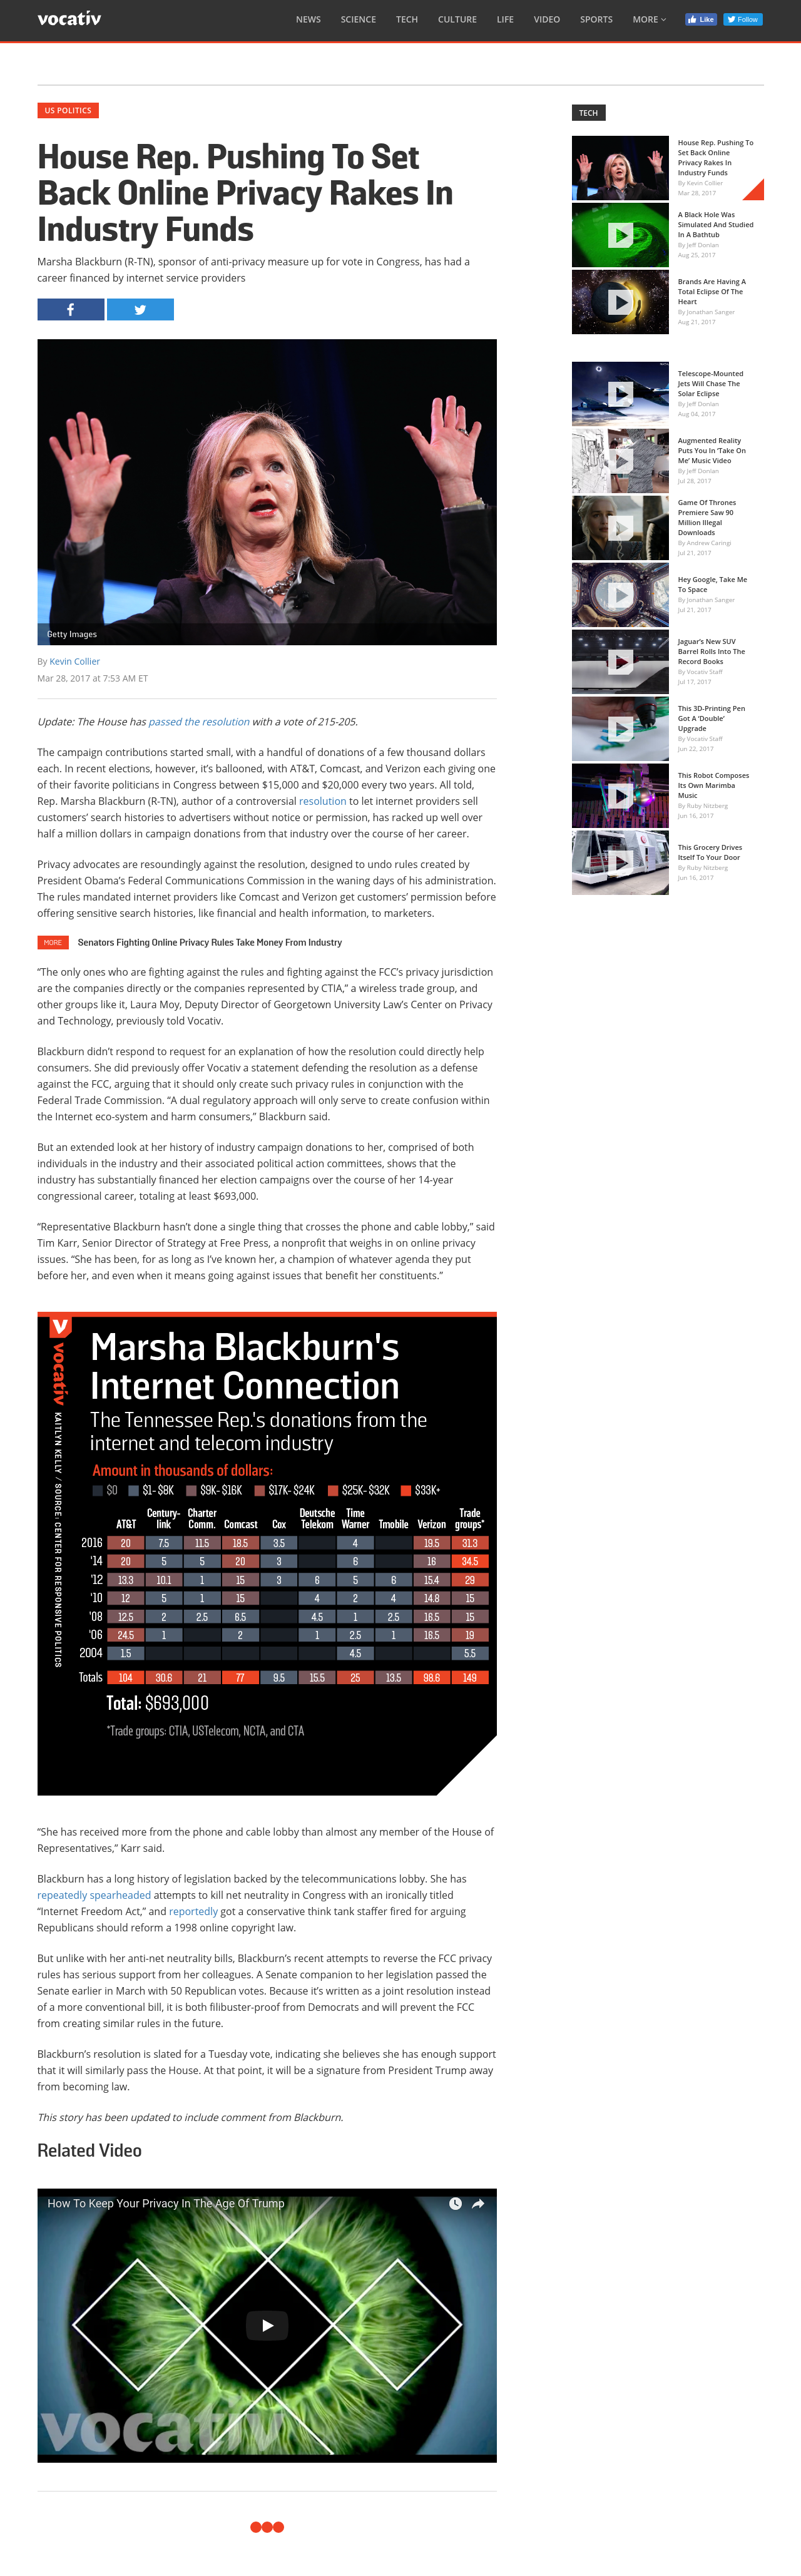 vocativ
NEWS SCIENCE TECH CULTURE LIFE VIDEO SPORTS MORE Like Follow
US POLITICS
House Rep. Pushing To Set
Back Online Privacy Rakes In
Industry Funds
Marsha Blackburn (R-TN), sponsor of anti-privacy measure up for vote in Congress, has had a
career financed by internet service providers
Getty Images
By Kevin Collier
Mar 28, 2017 at 7:53 AM ET
Update: The House has passed the resolution with a vote of 215-205.
The campaign contributions started small, with a handful of donations of a few thousand dollars
each. In recent elections, however, it's ballooned, with AT&T, Comcast, and Verizon each giving one
of their favorite politicians in Congress between $15,000 and $20,000 every two years. All told,
Rep. Marsha Blackburn (R-TN), author of a controversial resolution to let internet providers sell
customers' search histories to advertisers without notice or permission, has racked up well over
half a million dollars in campaign donations from that industry over the course of her career.
Privacy advocates are resoundingly against the resolution, designed to undo rules created by
President Obama's Federal Communications Commission in the waning days of his administration.
The rules mandated internet providers like Comcast and Verizon get customers' permission before
offering sensitive search histories, like financial and health information, to marketers.
MORE Senators Fighting Online Privacy Rules Take Money From Industry
"The only ones who are fighting against the rules and fighting against the FCC's privacy jurisdiction
are the companies directly or the companies represented by CTIA," a wireless trade group, and
other groups like it, Laura Moy, Deputy Director of Georgetown University Law's Center on Privacy
and Technology, previously told Vocativ.
Blackburn didn't respond to request for an explanation of how the resolution could directly help
consumers. She did previously offer Vocativ a statement defending the resolution as a defense
against the FCC, arguing that it should only create such privacy rules in conjunction with the
Federal Trade Commission. "A dual regulatory approach will only serve to create confusion within
the Internet eco-system and harm consumers," Blackburn said.
But an extended look at her history of industry campaign donations to her, comprised of both
individuals in the industry and their associated political action committees, shows that the
industry has substantially financed her election campaigns over the course of her 14-year
congressional career, totaling at least $693,000.
"Representative Blackburn hasn't done a single thing that crosses the phone and cable lobby," said
Tim Karr, Senior Director of Strategy at Free Press, a nonprofit that weighs in on online privacy
issues. "She has been, for as long as I've known her, a champion of whatever agenda they put
before her, and even when it means going against issues that benefit her constituents."
vocativ
KAITLYN KELLY / SOURCE: CENTER FOR RESPONSIVE POLITICS
Marsha Blackburn's
Internet Connection
The Tennessee Rep.'s donations from the
internet and telecom industry
Amount in thousands of dollars:
$0 $1-$8K $9K-$16K $17K-$24K $25K-$32K $33K+
AT&T Century-link Charter Comm. Comcast Cox Deutsche Telekom Time Warner Tmobile Verizon Trade groups*
2016 20 7.5 11.5 18.5 3.5 4 19.5 31.3
'14 20 5 5 20 3 6 16 34.5
'12 13.3 10.1 1 15 3 6 5 6 15.4 29
'10 12 5 1 15 4 2 4 14.8 15
'08 12.5 2 2.5 6.5 4.5 1 2.5 16.5 15
'06 24.5 1 2 1 2.5 1 16.5 19
2004 1.5 4.5 5.5
Totals 104 30.6 21 77 9.5 15.5 25 13.5 98.6 149
Total: $693,000
*Trade groups: CTIA, USTelecom, NCTA, and CTA
"She has received more from the phone and cable lobby than almost any member of the House of
Representatives," Karr said.
Blackburn has a long history of legislation backed by the telecommunications lobby. She has
repeatedly spearheaded attempts to kill net neutrality in Congress with an ironically titled
"Internet Freedom Act," and reportedly got a conservative think tank staffer fired for arguing
Republicans should reform a 1998 online copyright law.
But unlike with her anti-net neutrality bills, Blackburn's recent attempts to reverse the FCC privacy
rules has serious support from her colleagues. A Senate companion to her legislation passed the
Senate earlier in March with 50 Republican votes. Because it's written as a joint resolution instead
of a more conventional bill, it is both filibuster-proof from Democrats and will prevent the FCC
from creating similar rules in the future.
Blackburn's resolution is slated for a Tuesday vote, indicating she believes she has enough support
that it will similarly pass the House. At that point, it will be a signature from President Trump away
from becoming law.
This story has been updated to include comment from Blackburn.
Related Video
How To Keep Your Privacy In The Age Of Trump
vocativ
TECH
House Rep. Pushing To
Set Back Online
Privacy Rakes In
Industry Funds
By Kevin Collier
Mar 28, 2017
A Black Hole Was
Simulated And Studied
In A Bathtub
By Jeff Donlan
Aug 25, 2017
Brands Are Having A
Total Eclipse Of The
Heart
By Jonathan Sanger
Aug 21, 2017
Telescope-Mounted
Jets Will Chase The
Solar Eclipse
By Jeff Donlan
Aug 04, 2017
Augmented Reality
Puts You In 'Take On
Me' Music Video
By Jeff Donlan
Jul 28, 2017
Game Of Thrones
Premiere Saw 90
Million Illegal
Downloads
By Andrew Caringi
Jul 21, 2017
Hey Google, Take Me
To Space
By Jonathan Sanger
Jul 21, 2017
Jaguar's New SUV
Barrel Rolls Into The
Record Books
By Vocativ Staff
Jul 17, 2017
This 3D-Printing Pen
Got A 'Double'
Upgrade
By Vocativ Staff
Jun 22, 2017
This Robot Composes
Its Own Marimba
Music
By Ruby Nitzberg
Jun 16, 2017
This Grocery Drives
Itself To Your Door
By Ruby Nitzberg
Jun 16, 2017